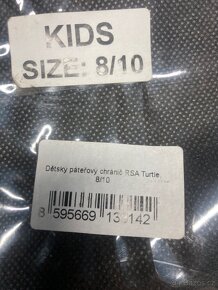 KIDS
SIZE: 8/10
Dětský páteřový chránič RSA Turtle,
8/10
8 595669 13 142